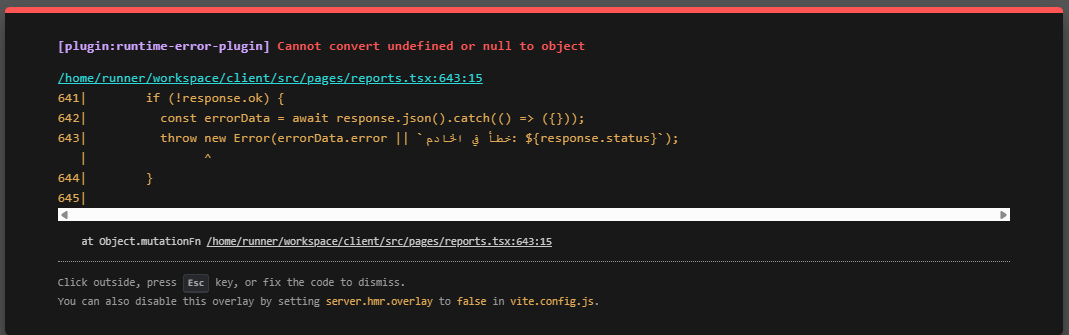 [plugin:runtime-error-plugin] Cannot convert undefined or null to object
/home/runner/workspace/client/src/pages/reports.tsx:643:15
641|        if (!response.ok) {
642|          const errorData = await response.json().catch(() => ({}));
643|          throw new Error(errorData.error || `خطأ في الخادم: ${response.status}`);
   |                ^
644|        }
645|
at Object.mutationFn /home/runner/workspace/client/src/pages/reports.tsx:643:15
Click outside, press Esc key, or fix the code to dismiss.
You can also disable this overlay by setting server.hmr.overlay to false in vite.config.js.